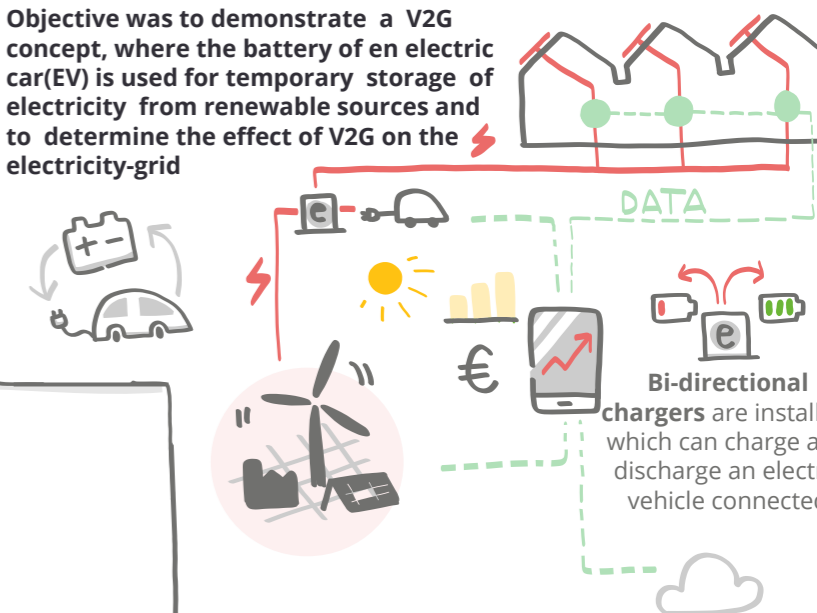 Objective was to demonstrate a V2G
concept, where the battery of en electric
car(EV) is used for temporary storage of
electricity from renewable sources and
to determine the effect of V2G on the
electricity-grid
DATA
e
€
e
Bi-directional
chargers are install
which can charge a
discharge an electr
vehicle connected